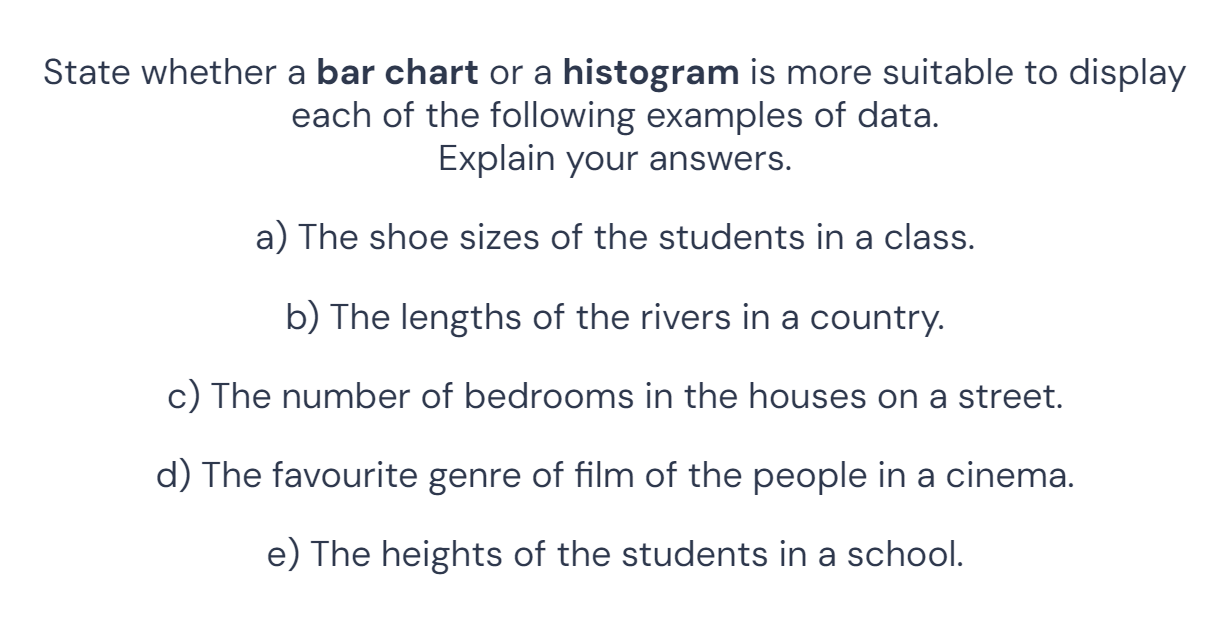 State whether a bar chart or a histogram is more suitable to display
each of the following examples of data.
Explain your answers.
a) The shoe sizes of the students in a class.
b) The lengths of the rivers in a country.
c) The number of bedrooms in the houses on a street.
d) The favourite genre of film of the people in a cinema.
e) The heights of the students in a school.